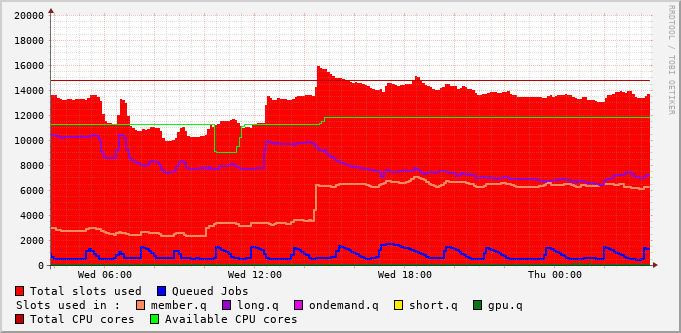 20000
18000
16000
14000
12000
10000
8000
6000
4000
2000
0
Wed 06:00 Wed 12:00 Wed 18:00 Thu 00:00
RRDTOOL / TOBI OETIKER
Total slots used Queued Jobs
Slots used in : member.q long.q ondemand.q short.q gpu.q
Total CPU cores Available CPU cores